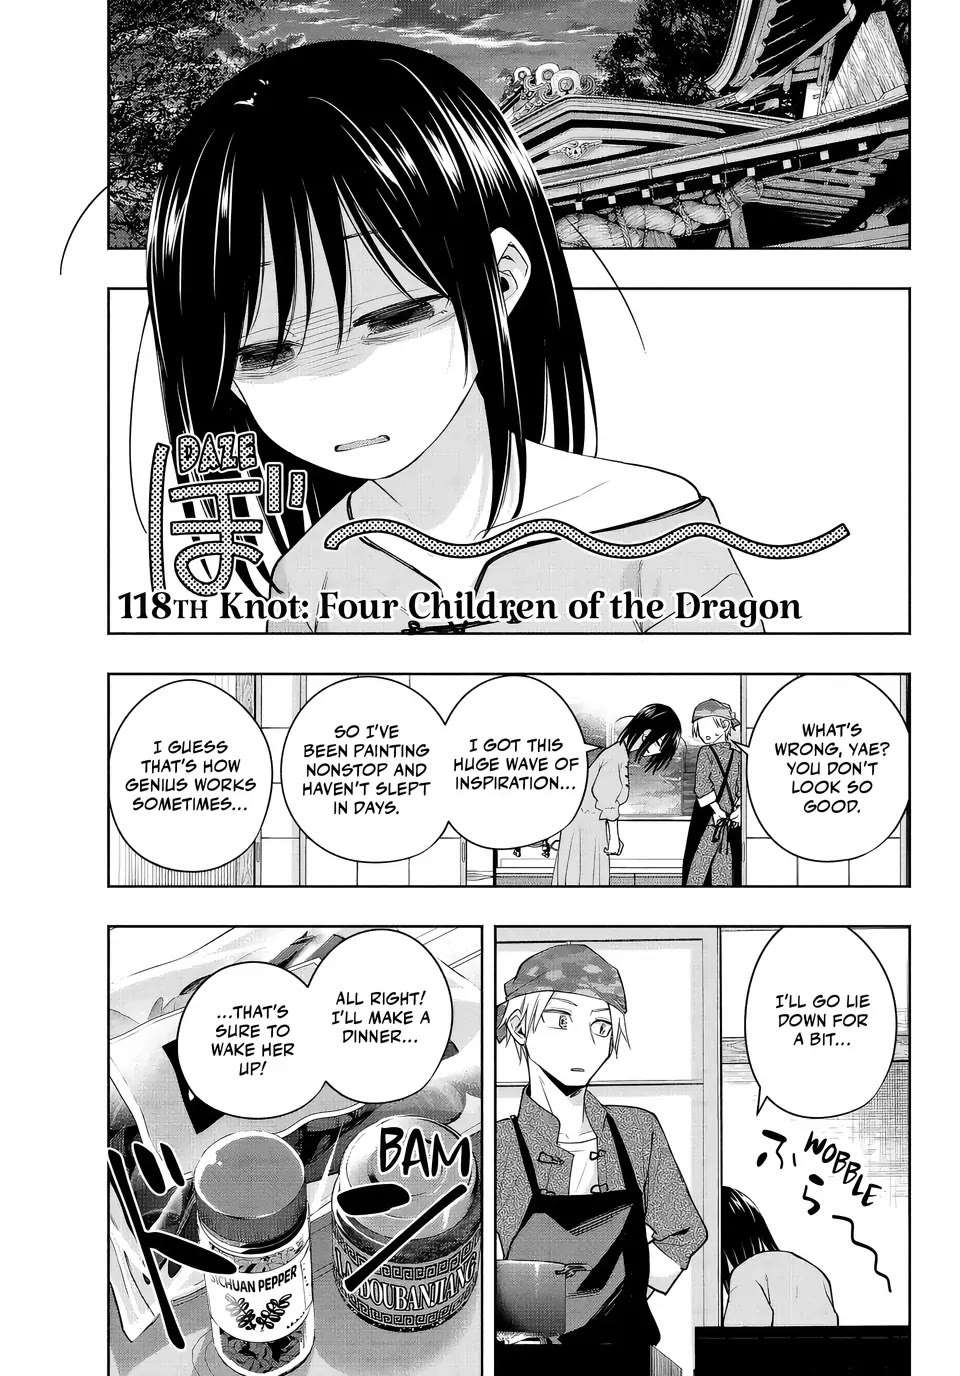 DAZE
ぼ〜
118TH Knot: Four Children of the Dragon
WHAT'S
WRONG, YAE?
YOU DON'T
LOOK SO
GOOD.
I GOT THIS
HUGE WAVE OF
INSPIRATION...
SO I'VE
BEEN PAINTING
NONSTOP AND
HAVEN'T SLEPT
IN DAYS.
I GUESS
THAT'S HOW
GENIUS WORKS
SOMETIMES...
I'LL GO LIE
DOWN FOR
A BIT...
WOBBLE
ふら〜
ALL RIGHT!
I'LL MAKE A
DINNER...
...THAT'S
SURE TO
WAKE HER
UP!
BAM
ドドン
SICHUAN PEPPER
DOUBANJIANG